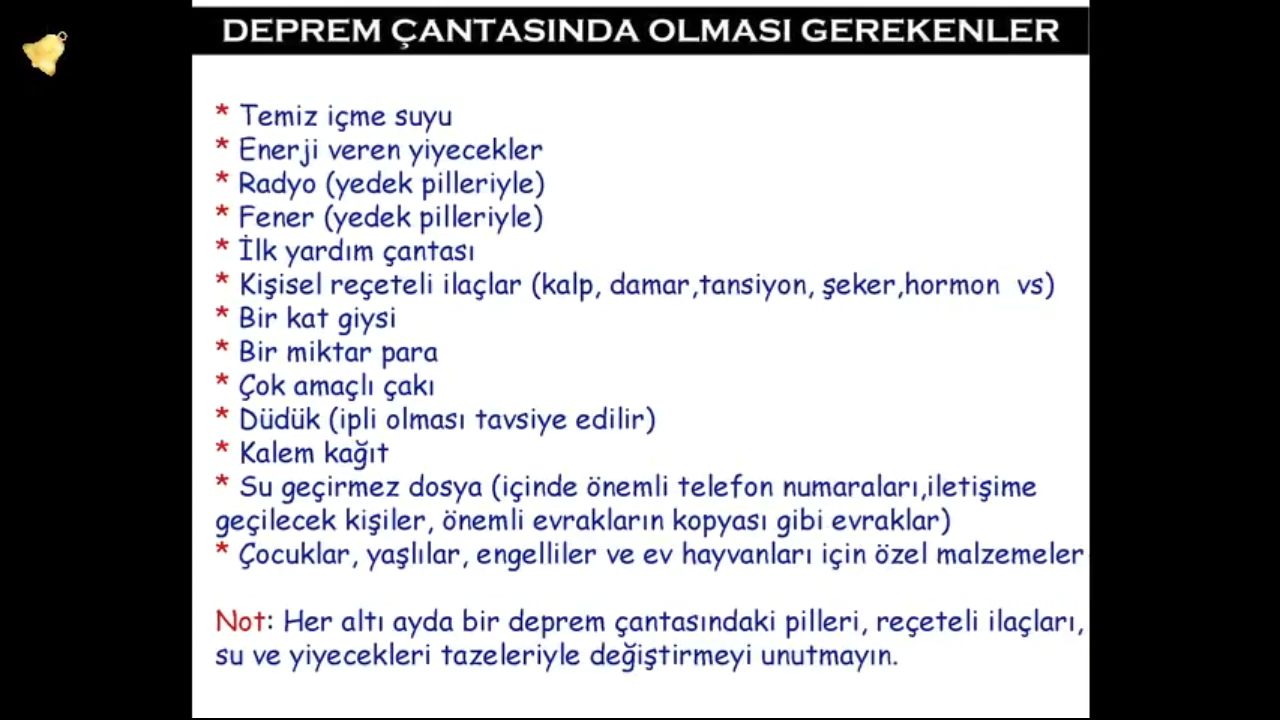 DEPREM ÇANTASINDA OLMASI GEREKENLER
* Temiz içme suyu
* Enerji veren yiyecekler
* Radyo (yedek pilleriyle)
* Fener (yedek pilleriyle)
* İlk yardım çantası
* Kişisel reçeteli ilaçlar (kalp, damar,tansiyon, şeker,hormon  vs)
* Bir kat giysi
* Bir miktar para
* Çok amaçlı çakı
* Düdük (ipli olması tavsiye edilir)
* Kalem kağıt
* Su geçirmez dosya (içinde önemli telefon numaraları,iletişime
geçilecek kişiler, önemli evrakların kopyası gibi evraklar)
* Çocuklar, yaşlılar, engelliler ve ev hayvanları için özel malzemeler
Not: Her altı ayda bir deprem çantasındaki pilleri, reçeteli ilaçları,
su ve yiyecekleri tazeleriyle değiştirmeyi unutmayın.